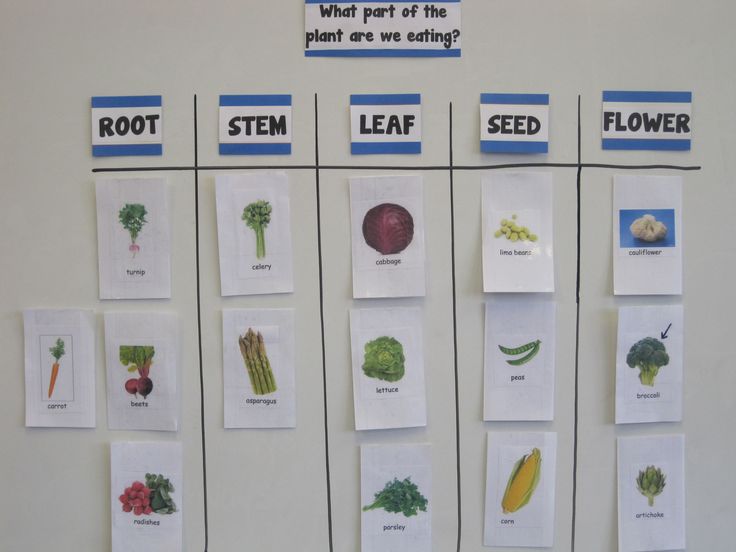 What part of the
plant are we eating?
ROOT
STEM
LEAF
SEED
FLOWER
turnip
celery
cabbage
lima beans
cauliflower
carrot
beets
asparagus
lettuce
peas
broccoli
radishes
parsley
corn
artichoke